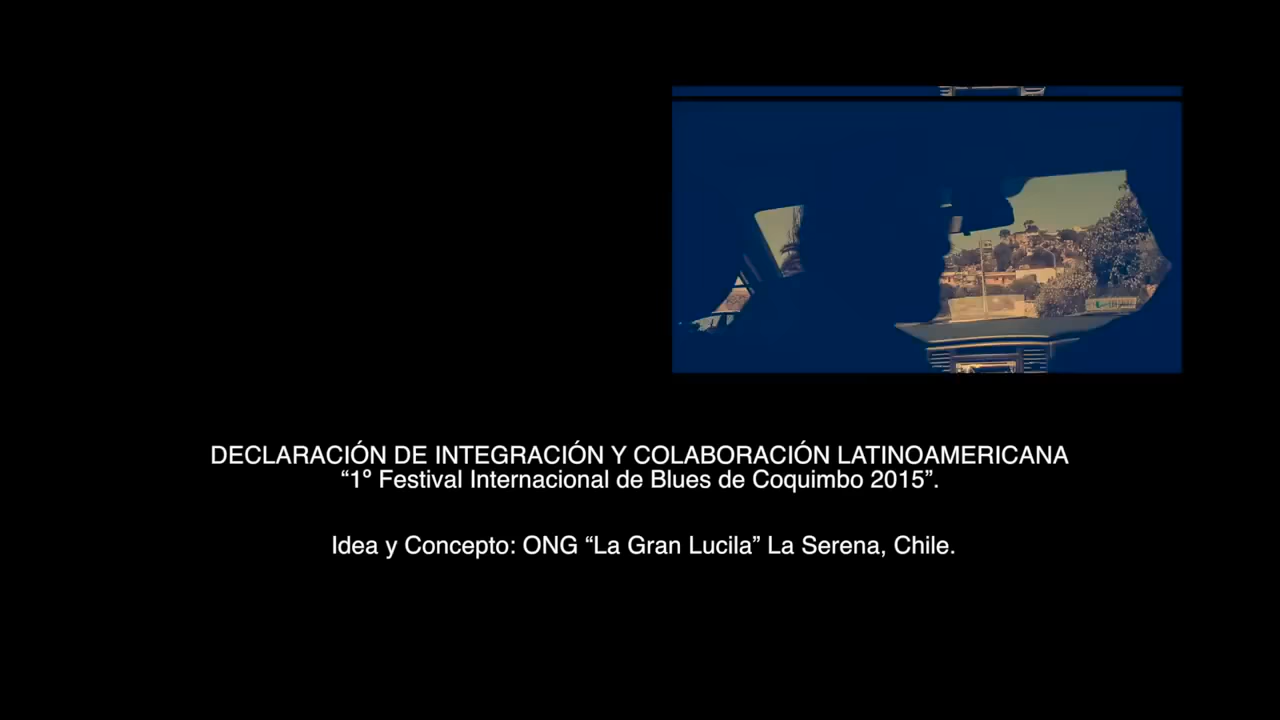 DECLARACIÓN DE INTEGRACIÓN Y COLABORACIÓN LATINOAMERICANA
“1º Festival Internacional de Blues de Coquimbo 2015”.
Idea y Concepto: ONG “La Gran Lucila” La Serena, Chile.